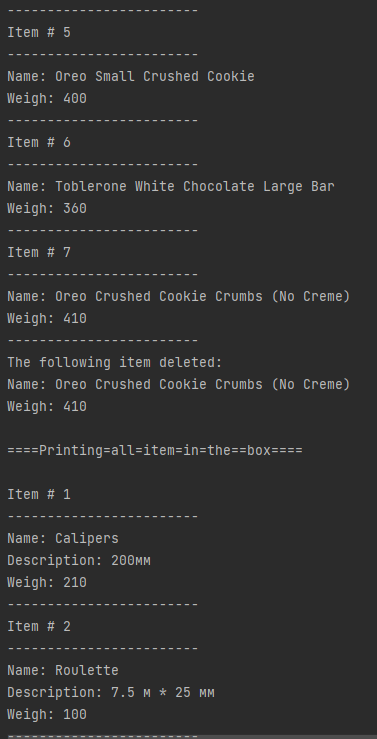 ------------------------
Item # 5
------------------------
Name: Oreo Small Crushed Cookie
Weigh: 400
------------------------
Item # 6
------------------------
Name: Toblerone White Chocolate Large Bar
Weigh: 360
------------------------
Item # 7
------------------------
Name: Oreo Crushed Cookie Crumbs (No Creme)
Weigh: 410
------------------------
The following item deleted:
Name: Oreo Crushed Cookie Crumbs (No Creme)
Weigh: 410

====Printing=all=item=in=the==box====

Item # 1
------------------------
Name: Calipers
Description: 200мм
Weigh: 210
------------------------
Item # 2
------------------------
Name: Roulette
Description: 7.5 м * 25 мм
Weigh: 100
------------------------